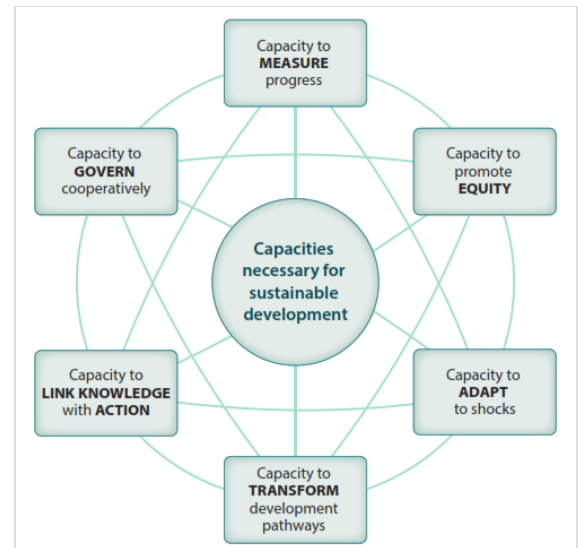 Capacity to
MEASURE
progress
Capacity to
GOVERN
cooperatively
Capacity to
promote
EQUITY
Capacities
necessary for
sustainable
development
Capacity to
LINK KNOWLEDGE
with ACTION
Capacity to
ADAPT
to shocks
Capacity to
TRANSFORM
development
pathways